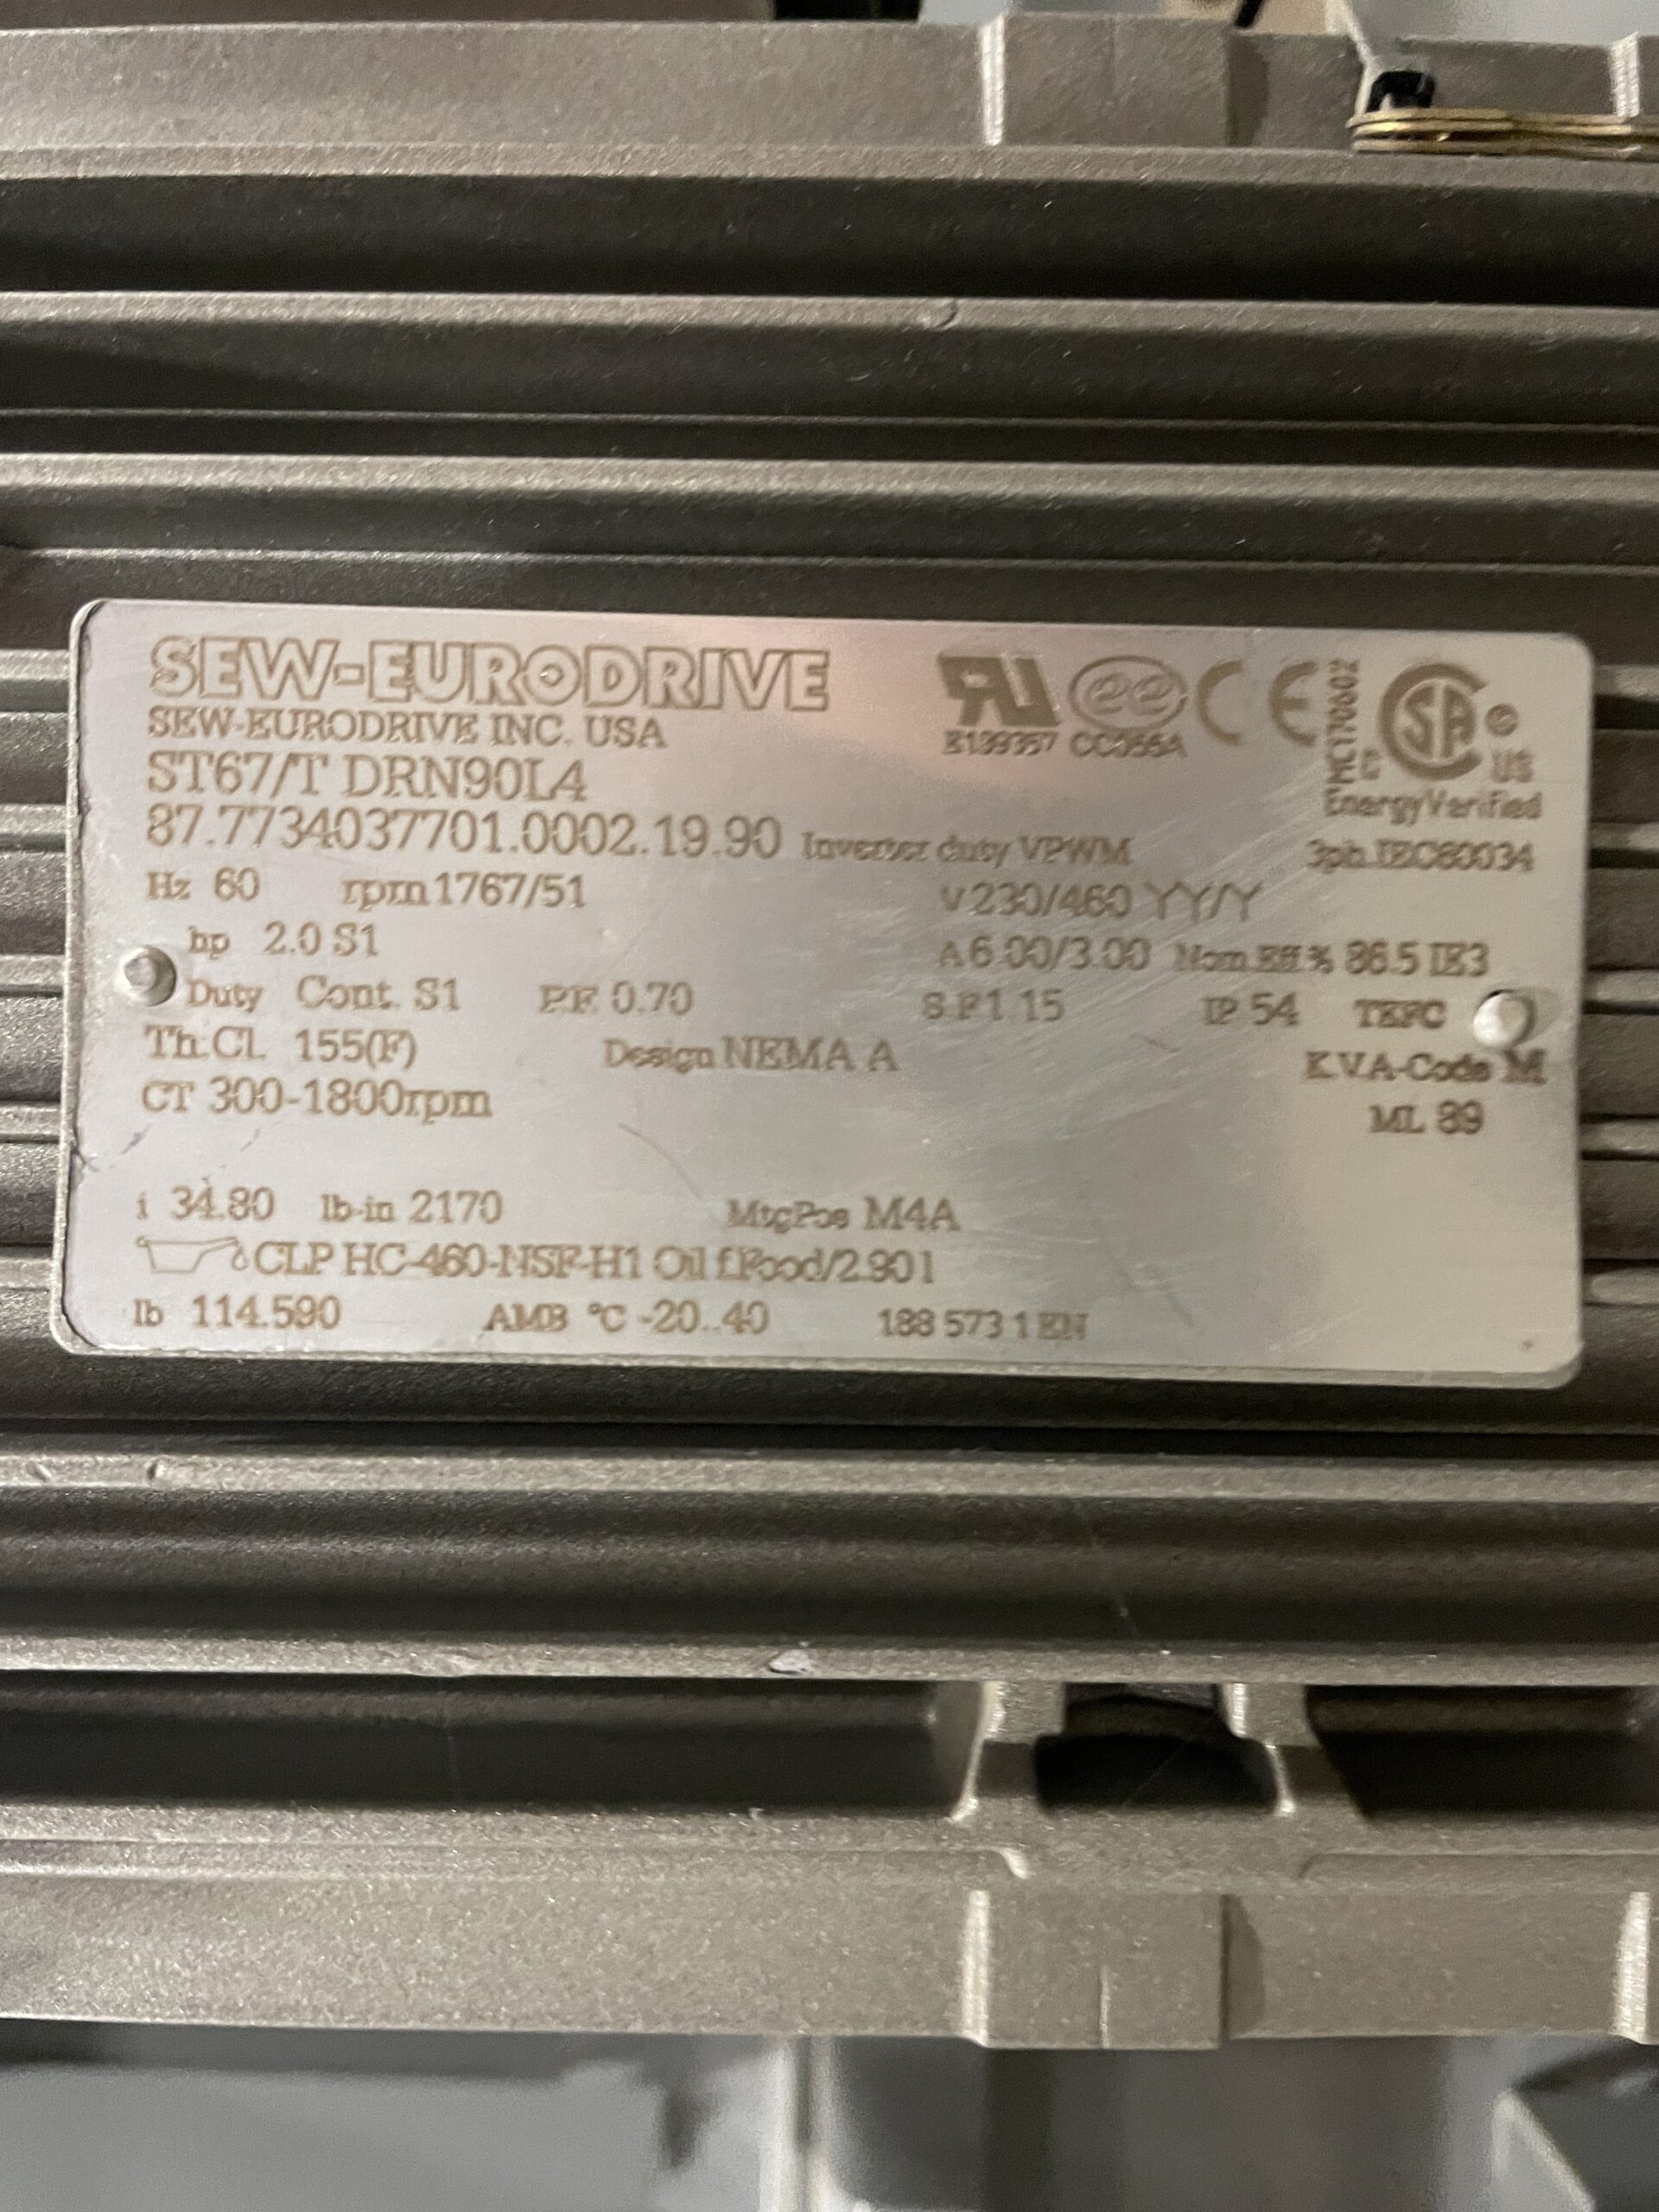 SEW-EURODRIVE
SEW-EURODRIVE INC. USA
E189357 CC056A
MC170602
US
EnergyVerified
ST67/T DRN90L4
87.7734037701.0002.19.90 Inverter duty VPWM 3ph.IEC60034
Hz 60 rpm 1767/51 V 230/460 YY/Y
hp 2.0 S1 A 6.00/3.00 Nom.Eff % 86.5 IE3
Duty Cont. S1 P.F. 0.70 S.F 1.15 IP 54 TEFC
Th.Cl. 155(F) Design NEMA A K.V.A-Code M
CT 300-1800rpm ML 89
i 34.80 lb-in 2170 MtgPos M4A
CLP HC-460-NSF-H1 Oil f.Food/2.90 l
lb 114.590 AMB °C -20..40 188 573 1 EN